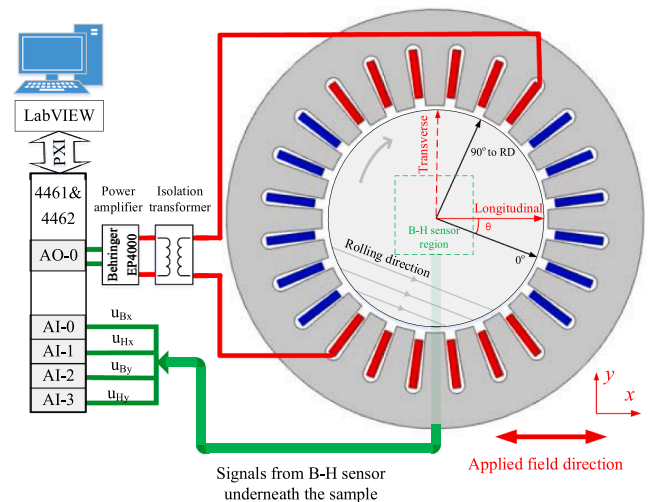 LabVIEW
PXI
4461&
4462
Power
amplifier
Isolation
transformer
AO-0
Behringer
EP4000
AI-0
AI-1
AI-2
AI-3
uBx
uHx
uBy
uHy
Transverse
90° to RD
Longitudinal
θ
B-H sensor
region
0°
Rolling direction
y
x
Applied field direction
Signals from B-H sensor
underneath the sample